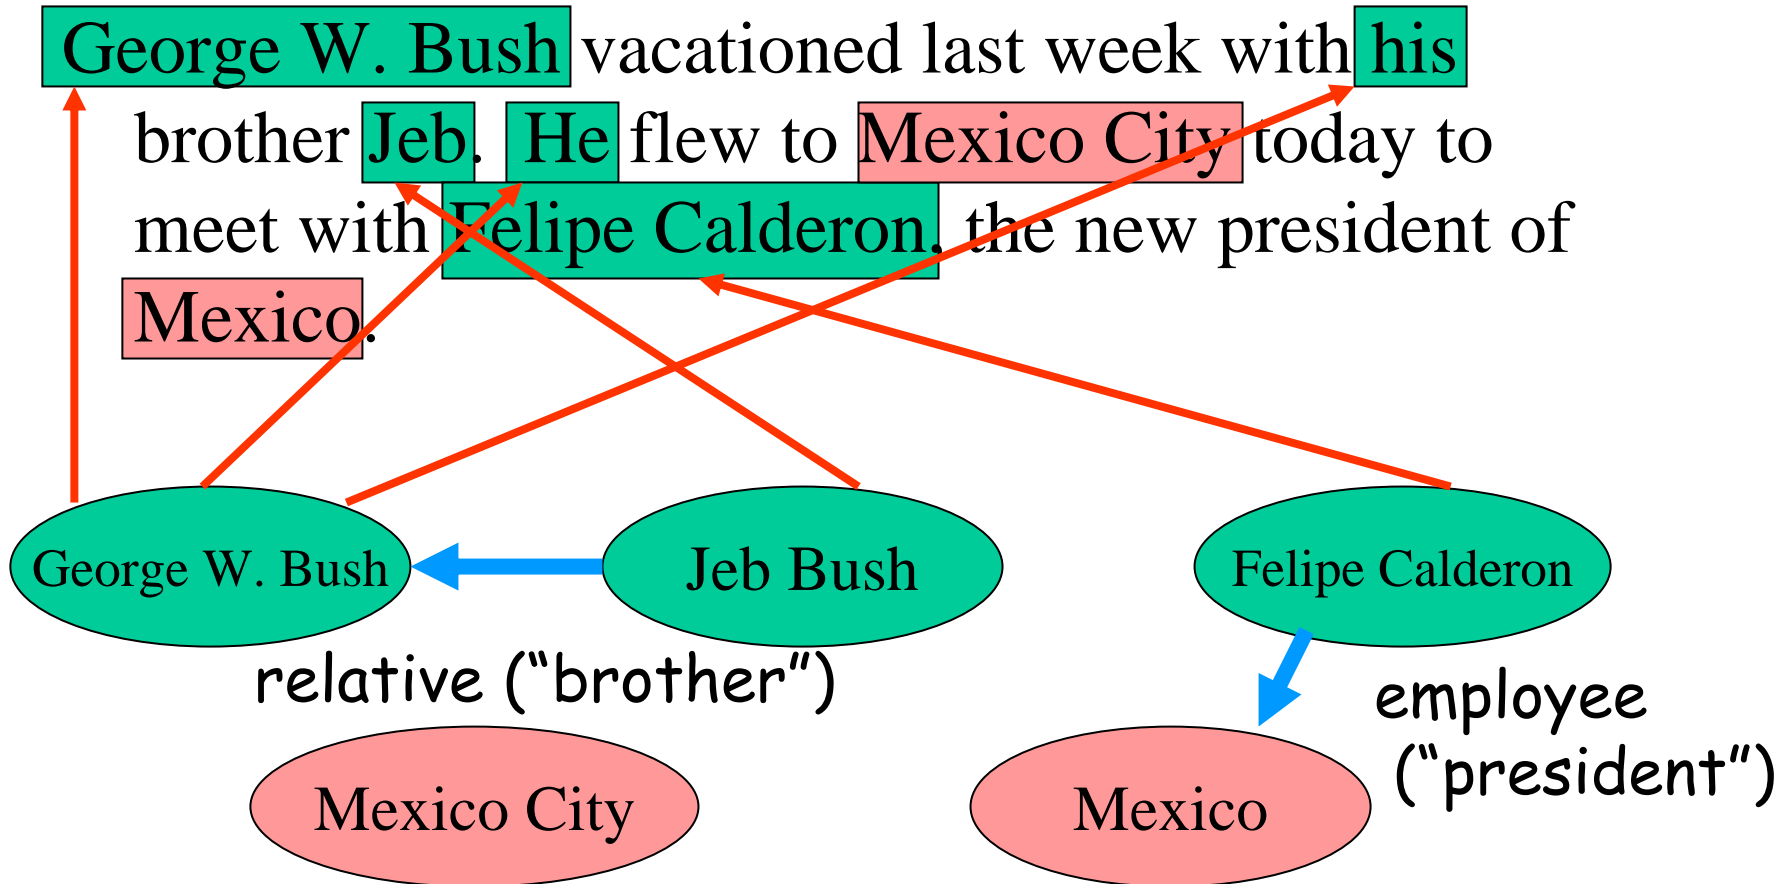 George W. Bush vacationed last week with his
brother Jeb. He flew to Mexico City today to
meet with Felipe Calderon, the new president of
Mexico.
George W. Bush
Jeb Bush
Felipe Calderon
relative (“brother”)
employee
(“president”)
Mexico City
Mexico